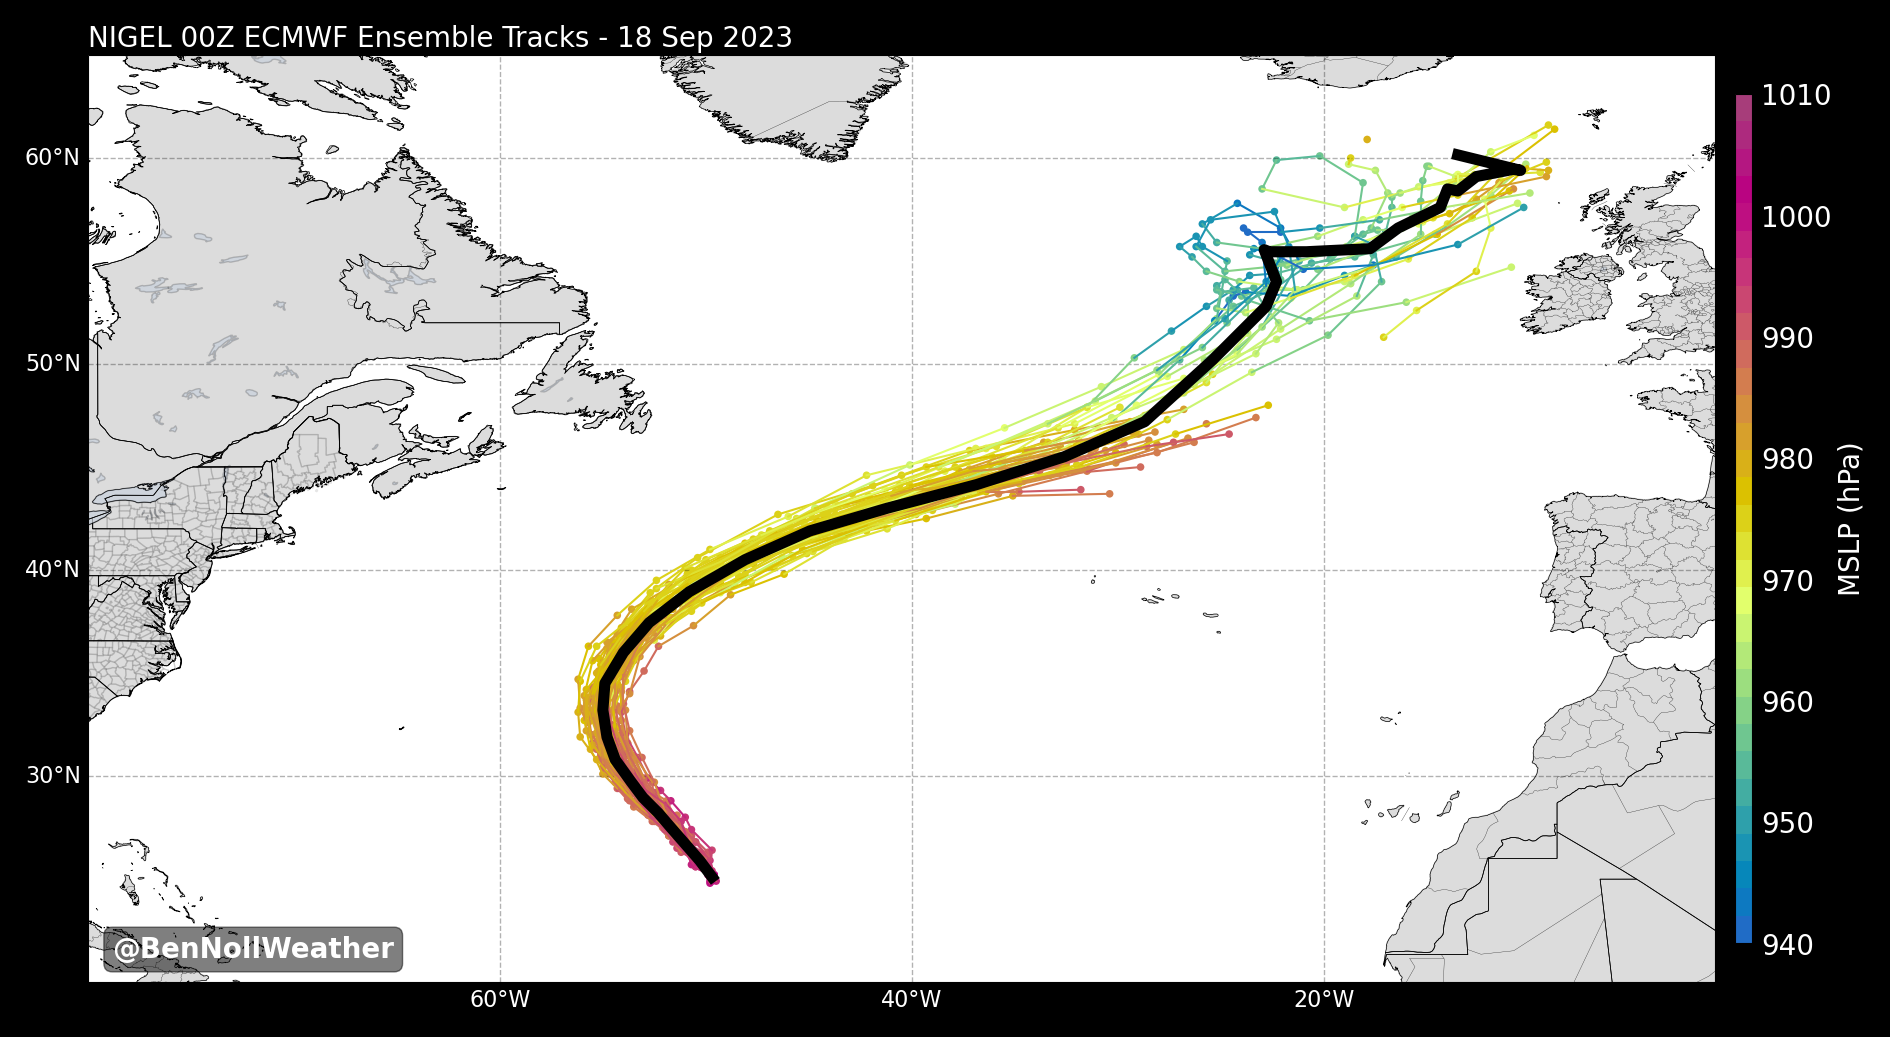 NIGEL 00Z ECMWF Ensemble Tracks - 18 Sep 2023
60°N
50°N
40°N
30°N
60°W
40°W
20°W
1010
1000
990
980
970
960
950
940
MSLP (hPa)
@BenNollWeather